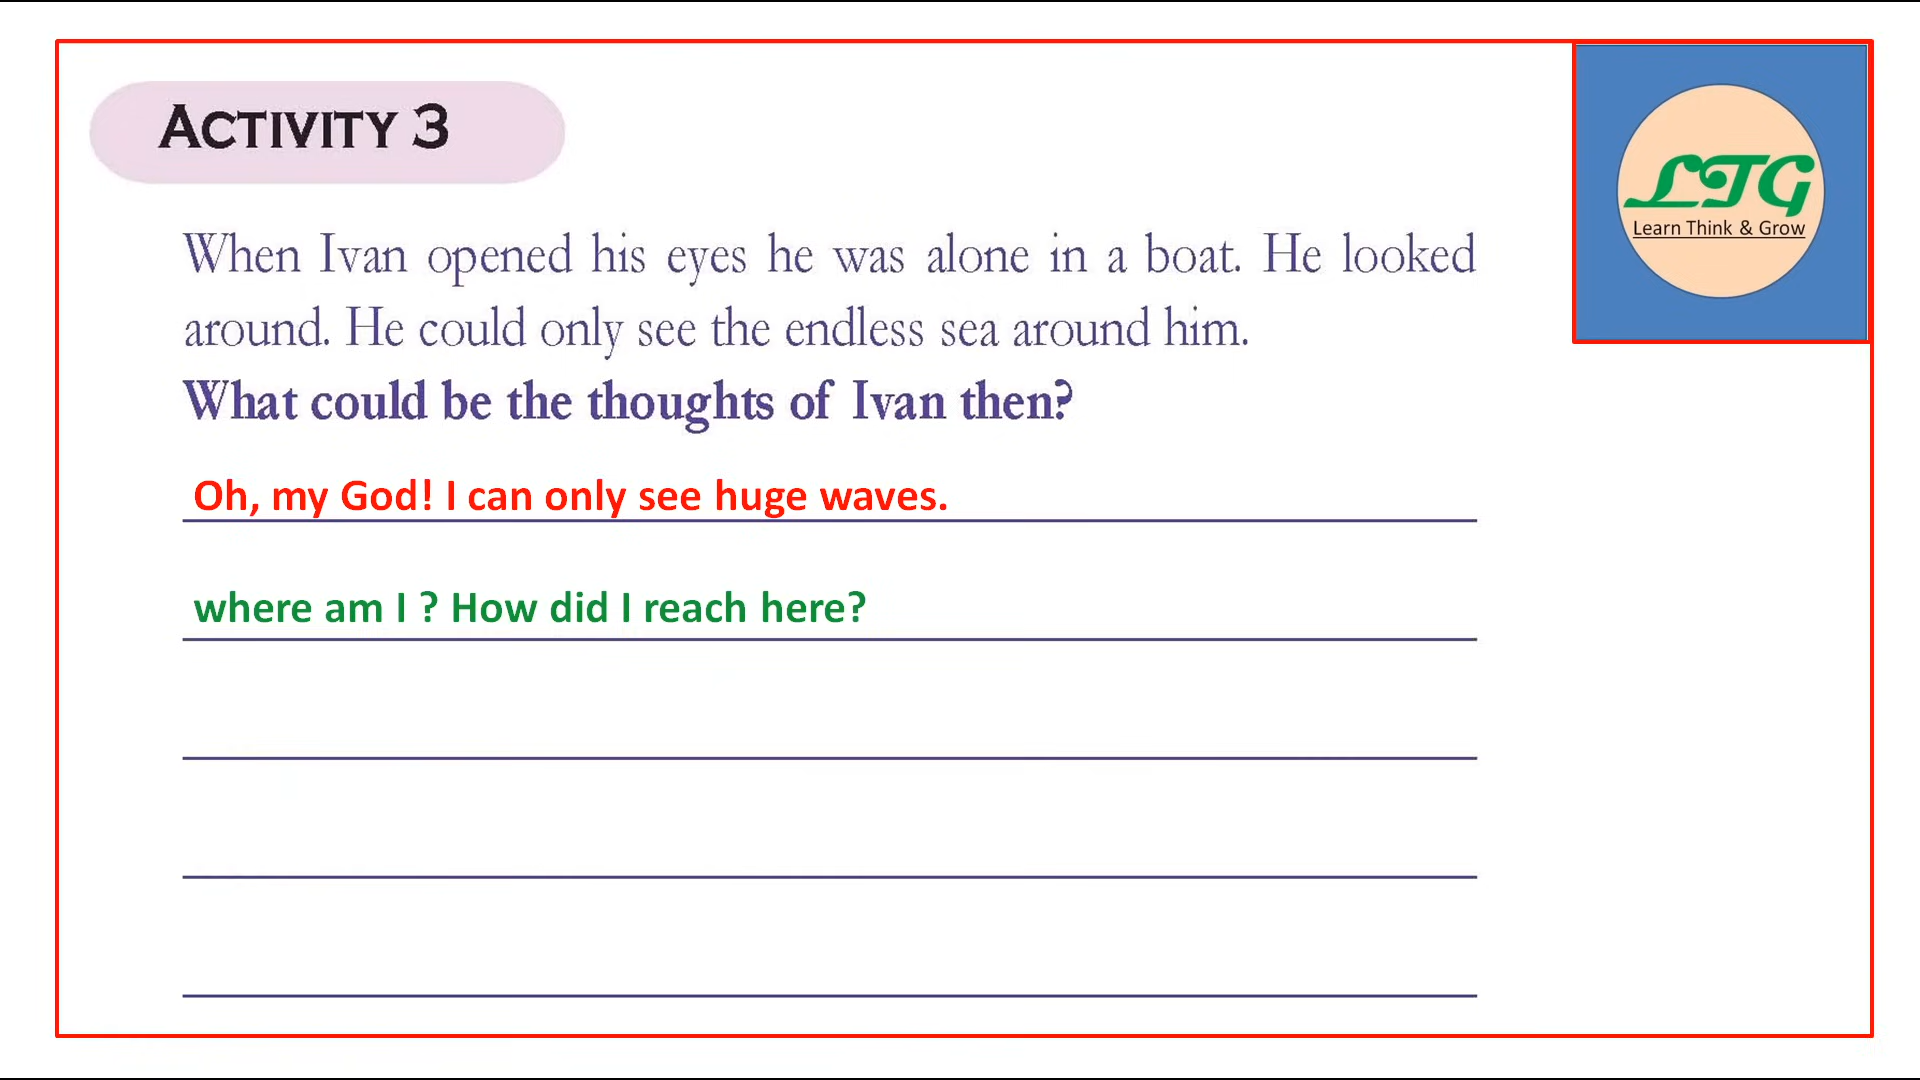 ACTIVITY 3
LTG
Learn Think & Grow
When Ivan opened his eyes he was alone in a boat. He looked
around. He could only see the endless sea around him.
What could be the thoughts of Ivan then?
Oh, my God! I can only see huge waves.
where am I ? How did I reach here?